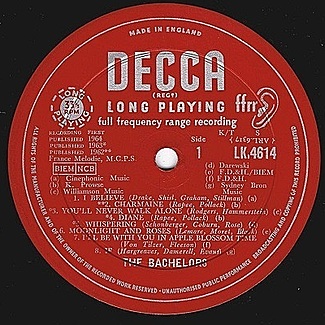 MADE IN ENGLAND
DECCA
(REGD)
LONG PLAYING
ffrr
full frequency range recording
LONG 33⅓ RPM PLAYING
RECORDING FIRST
PUBLISHED 1964
PUBLISHED 1963*
PUBLISHED 1962**
France Melodie, M.C.P.S.
BIEM NCB
(a) Cinephonic Music
(b) K. Prowse
(c) Williamson Music
K/T S
Side
1
LK.4614
(d) Darewski
(e) F.D.&H./BIEM
(f) F.D.&H.
(g) Sydney Bron
Music
1. I BELIEVE (Drake, Shirl, Graham, Stillman) a)
**2. CHARMAINE (Rapee, Pollack) b)
3. YOU'LL NEVER WALK ALONE (Rodgers, Hammerstein) c)
*4. DIANE (Rapee, Pollack) b)
5. WHISPERING (Schonberger, Coburn, Rose) d)
6. MOONLIGHT AND ROSES (Lemare, Morel, Black)
7. I'LL BE WITH YOU IN APPLE BLOSSOM TIME
(Von Tilzer, Fleeson) f)
8. IF (Hargreaves, Damerell, Evans)
THE BACHELORS
ALL RIGHTS OF THE MANUFACTURER AND OF THE OWNER OF THE RECORDED WORK RESERVED · UNAUTHORISED PUBLIC PERFORMANCE BROADCASTING AND COPYING OF THIS RECORD PROHIBITED